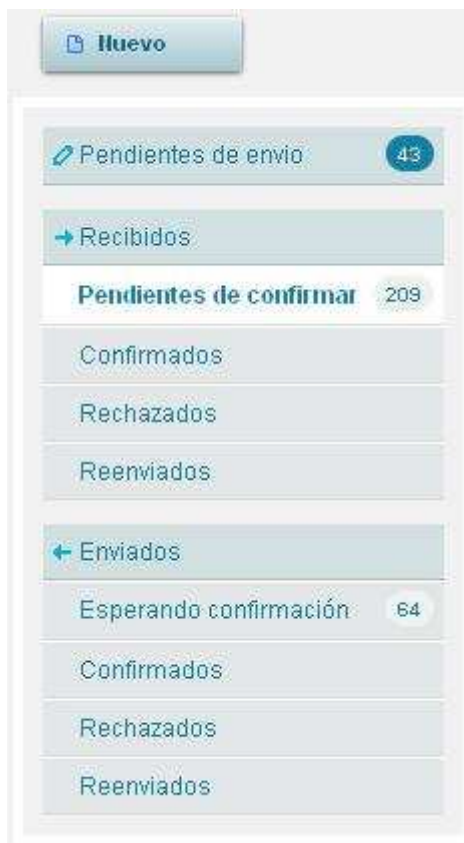 Nuevo
Pendientes de envio 43
Recibidos
Pendientes de confirmar 209
Confirmados
Rechazados
Reenviados
Enviados
Esperando confirmación 64
Confirmados
Rechazados
Reenviados